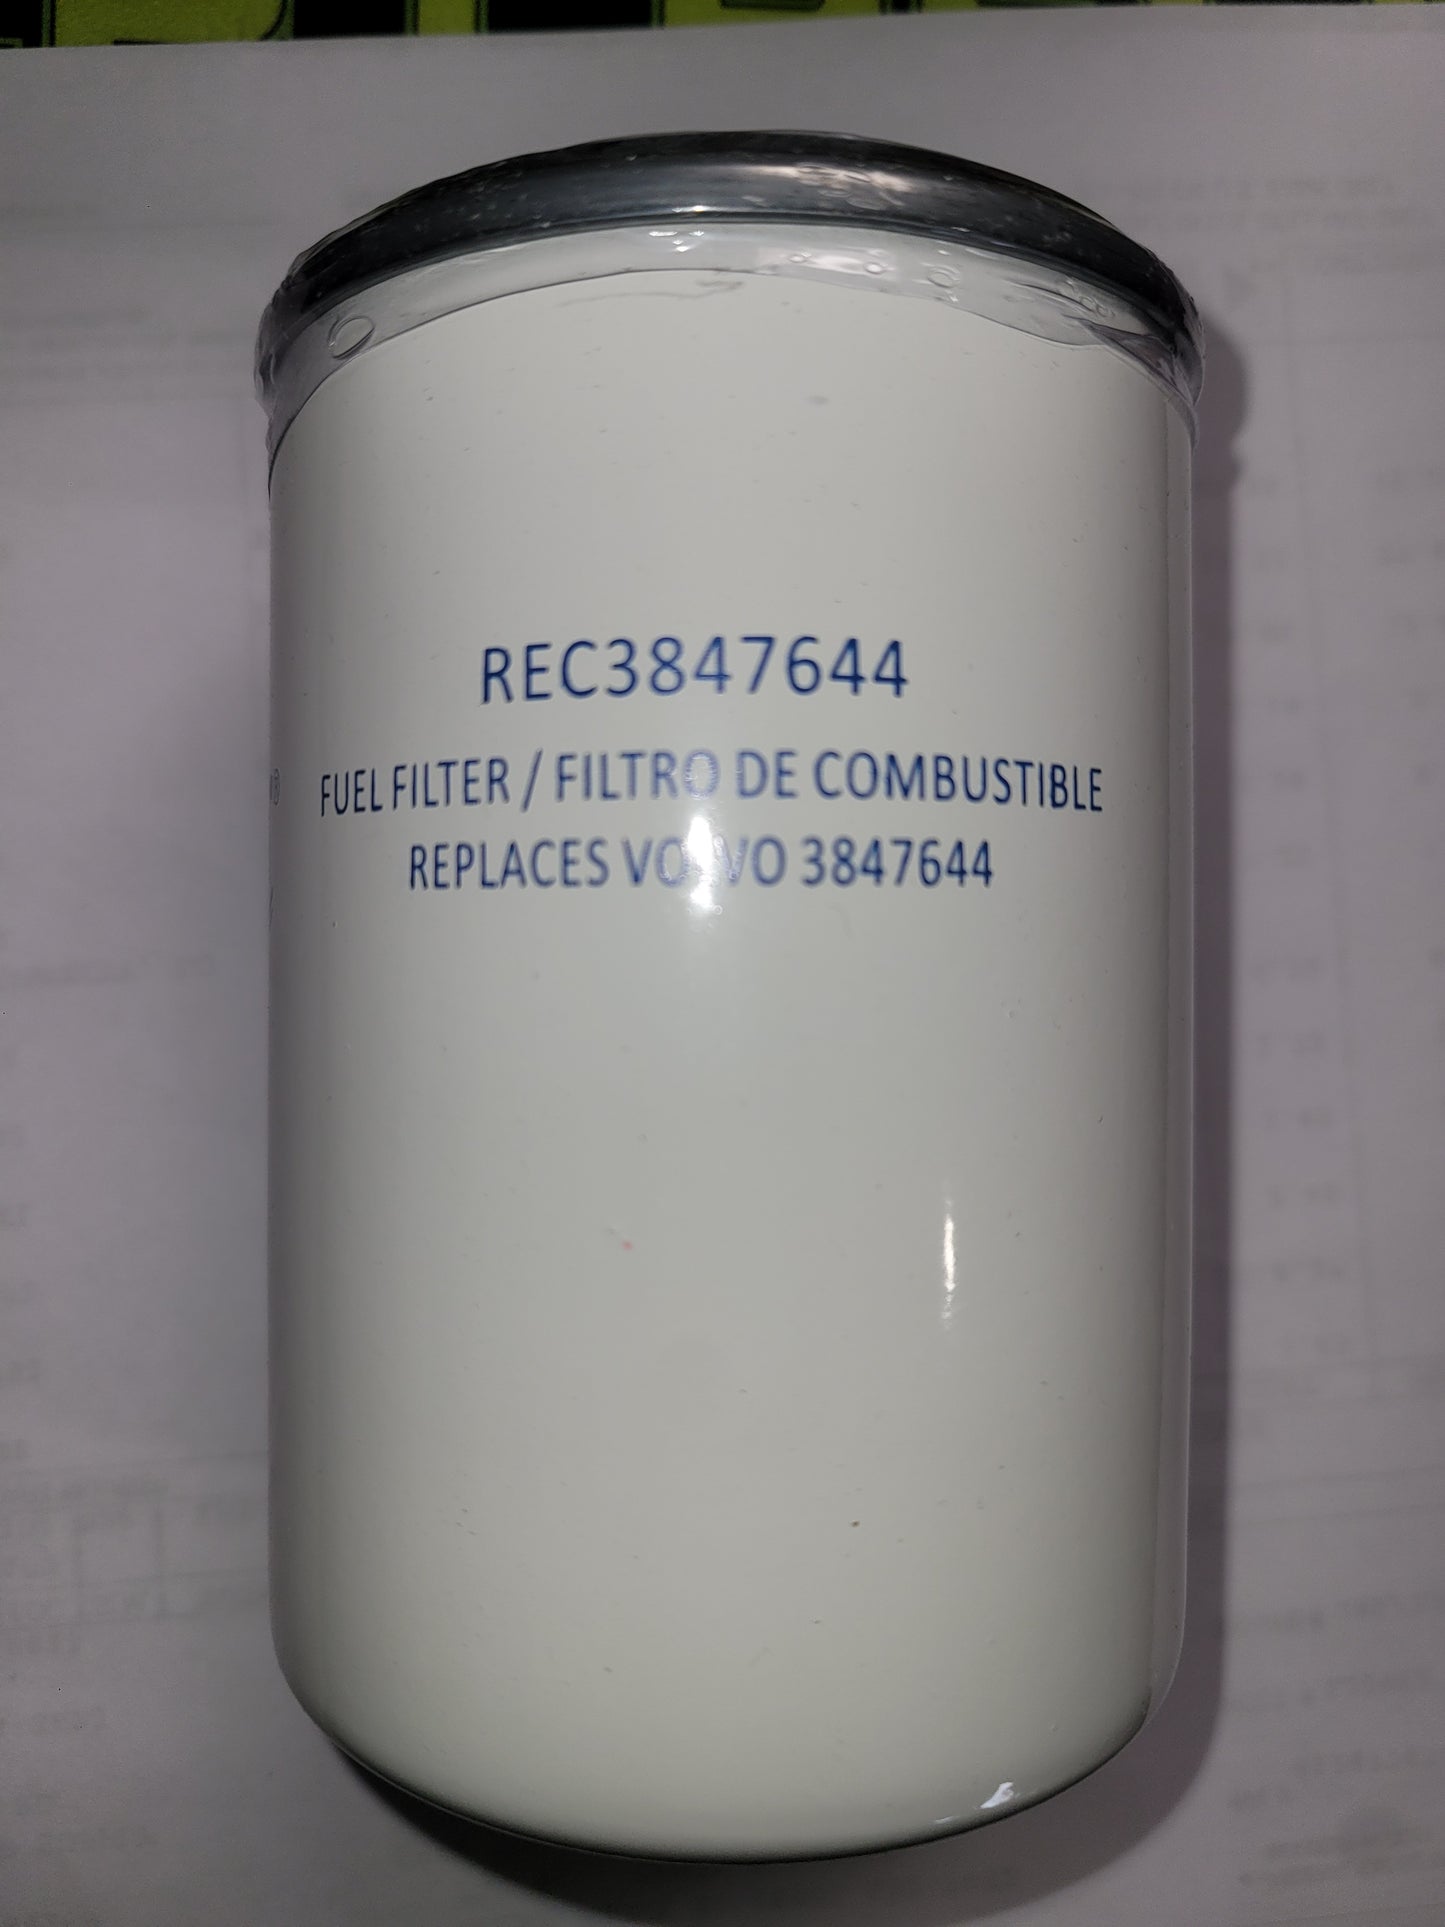 REC3847644
FUEL FILTER / FILTRO DE COMBUSTIBLE
REPLACES VOLVO 3847644